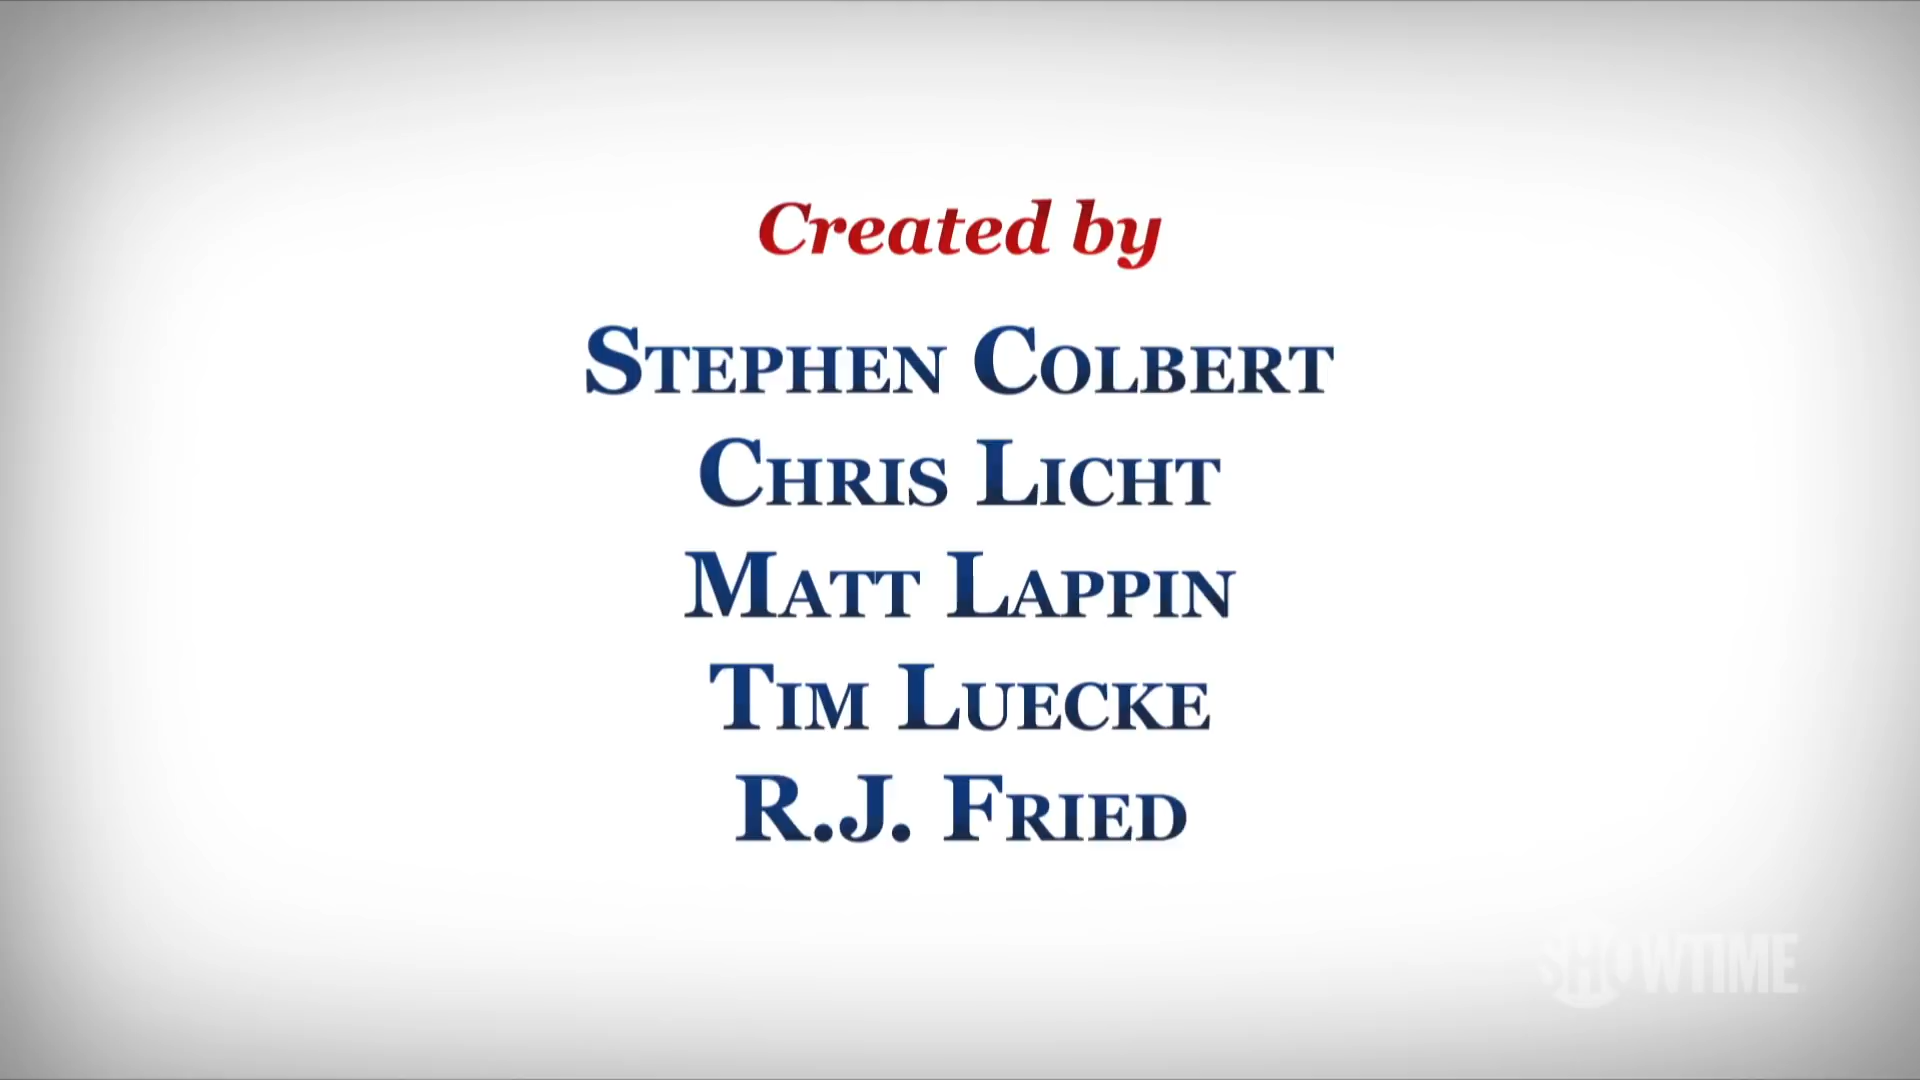 Created by
Stephen Colbert
Chris Licht
Matt Lappin
Tim Luecke
R.J. Fried
SHOWTIME